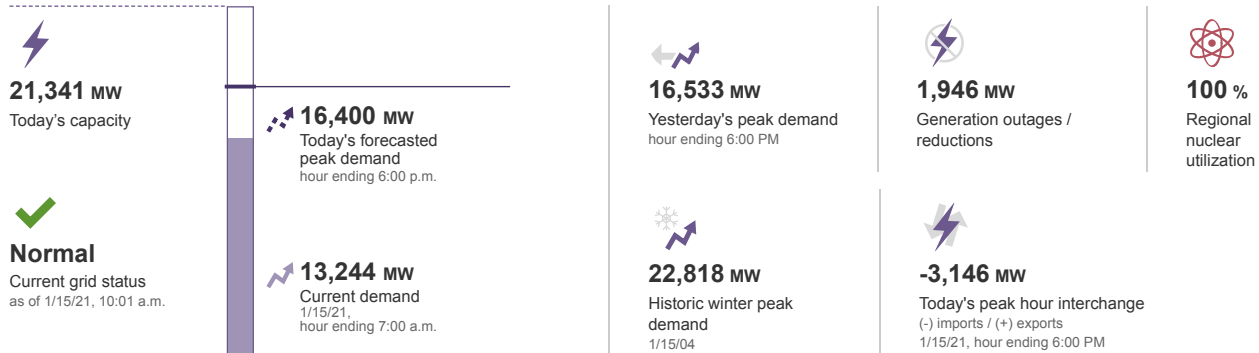 21,341 MW
Today's capacity
Normal
Current grid status
as of 1/15/21, 10:01 a.m.
16,400 MW
Today's forecasted
peak demand
hour ending 6:00 p.m.
13,244 MW
Current demand
1/15/21,
hour ending 7:00 a.m.
16,533 MW
Yesterday's peak demand
hour ending 6:00 PM
1,946 MW
Generation outages /
reductions
100 %
Regional
nuclear
utilization
22,818 MW
Historic winter peak
demand
1/15/04
-3,146 MW
Today's peak hour interchange
(-) imports / (+) exports
1/15/21, hour ending 6:00 PM